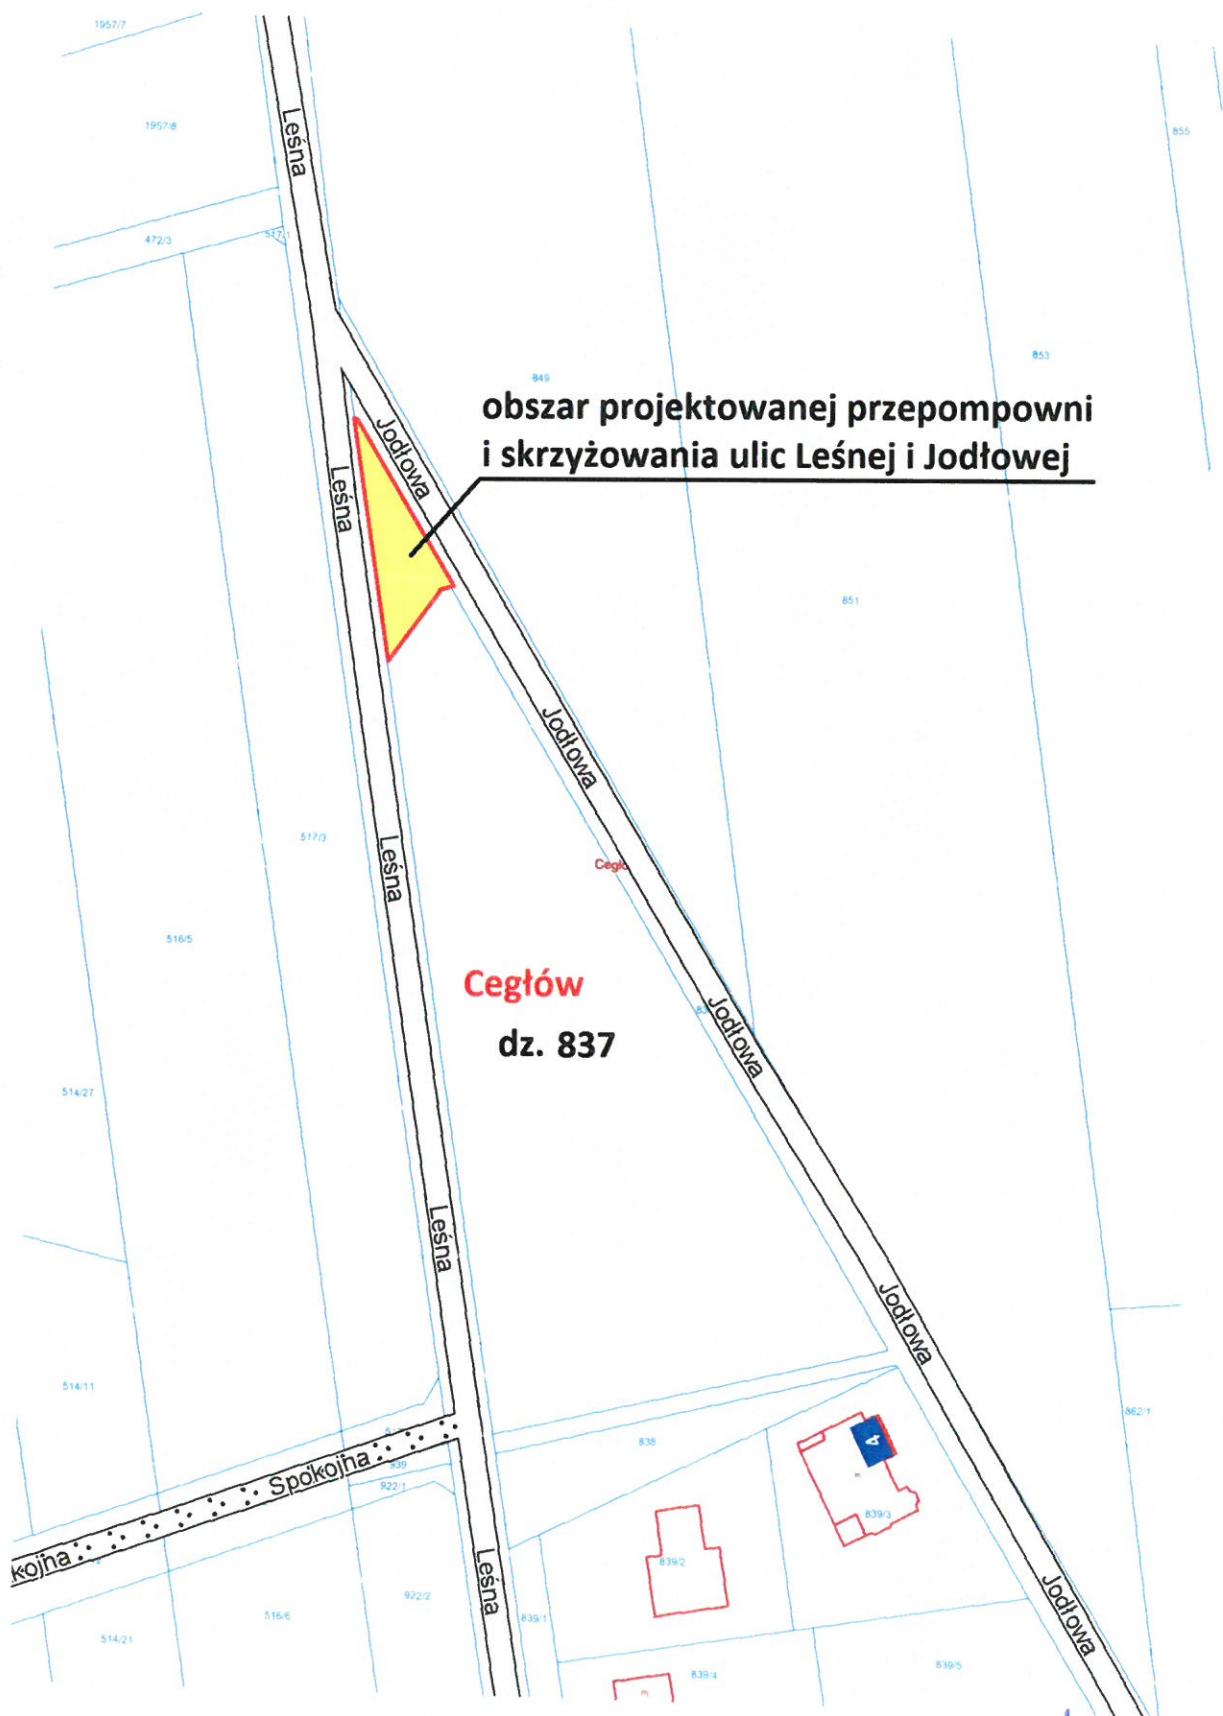 1957/7
1957/8
855
Leśna
472/3
517/1
853
849
obszar projektowanej przepompowni
i skrzyżowania ulic Leśnej i Jodłowej
Jodłowa
Leśna
851
Jodłowa
517/3
Leśna
Cegło
516/5
Cegłów
dz. 837
Jodłowa
514/27
Leśna
Jodłowa
514/11
862/1
838
4
Spokojna
939
922/1
m
839/3
kojna
839/2
Leśna
Jodłowa
922/2
516/6
839/1
514/21
839/4
839/5
m